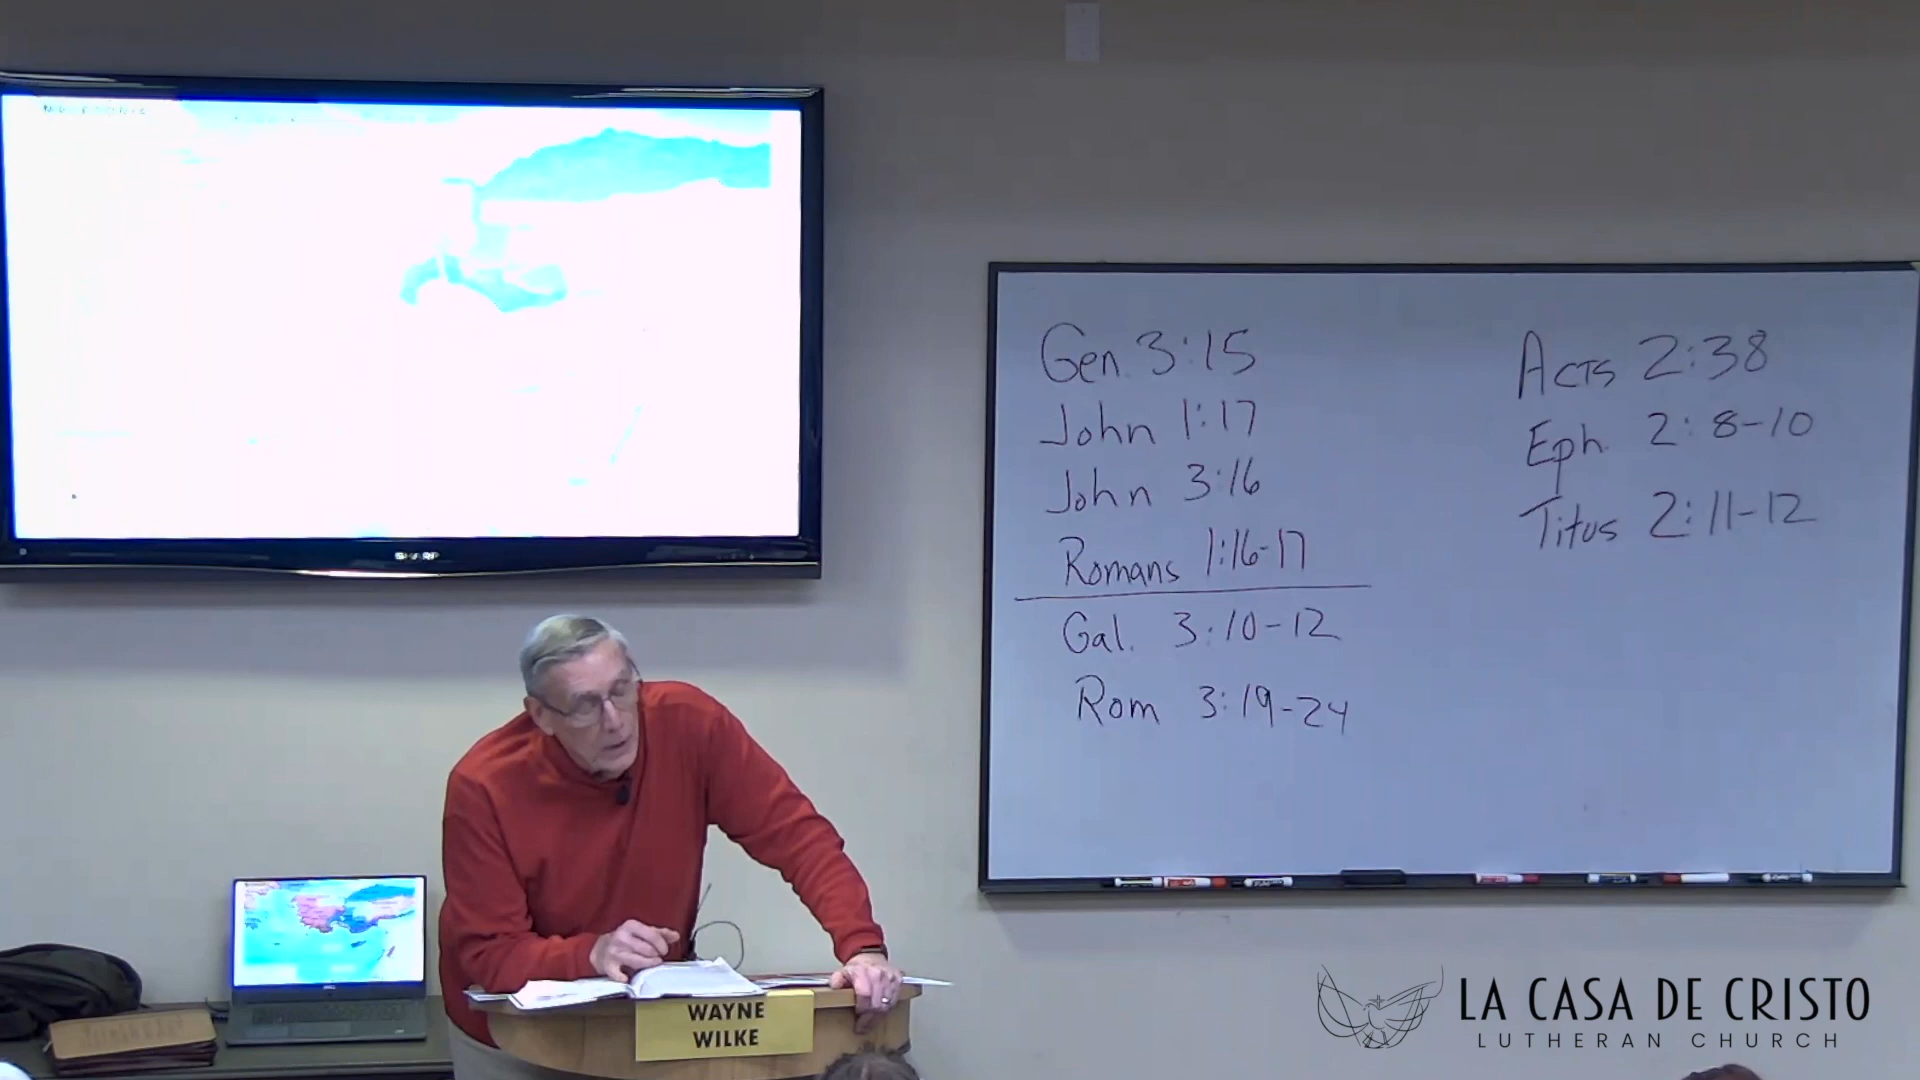 SHARP
Gen. 3:15
John 1:17
John 3:16
Romans 1:16-17
Gal. 3:10-12
Rom 3:19-24
Acts 2:38
Eph. 2:8-10
Titus 2:11-12
DELL
WAYNE
WILKE
LA CASA DE CRISTO
LUTHERAN CHURCH